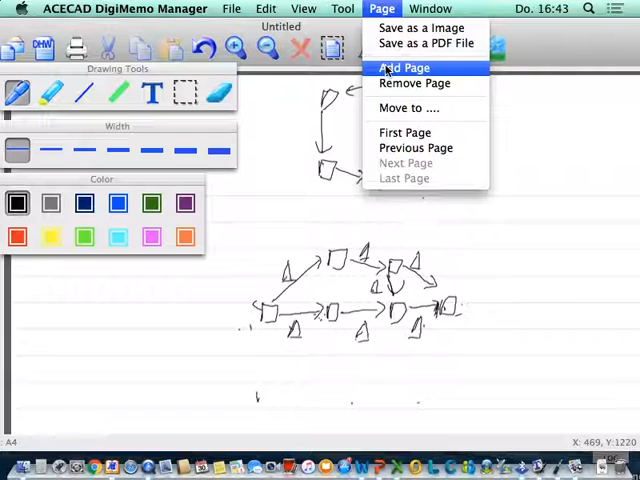 ACECAD DigiMemo Manager File Edit View Tool Page Window Do. 16:43
Untitled
DHW
Save as a Image
Save as a PDF File
Add Page
Remove Page
Move to ....
First Page
Previous Page
Next Page
Last Page
Drawing Tools
T
Width
Color
: A4
X: 469, Y:1220